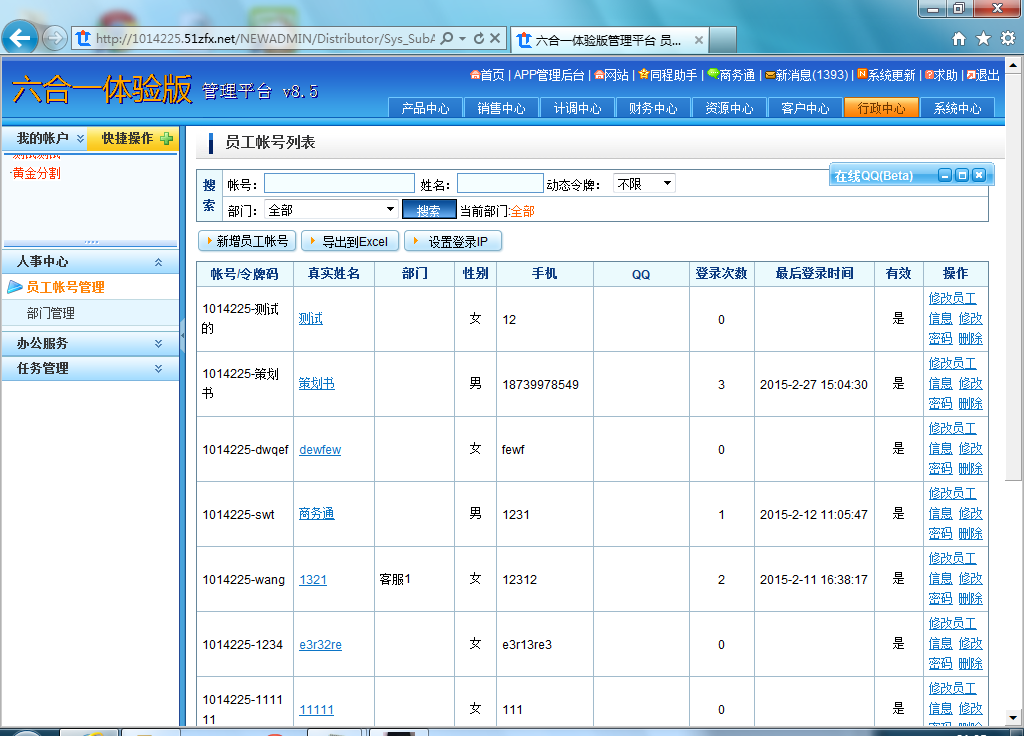 http://1014225.51zfx.net/NEWADMIN/Distributor/Sys_SubA
六合一体验版管理平台 员...
六合一体验版 管理平台 v8.5
首页 | APP管理后台 | 网站 | 同程助手 | 商务通 | 新消息(1393) | 系统更新 | 求助 | 退出
产品中心 销售中心 计调中心 财务中心 资源中心 客户中心 行政中心 系统中心
我的帐户 快捷操作
测试测试
·黄金分割
人事中心
员工帐号管理
部门管理
办公服务
任务管理
员工帐号列表
在线QQ(Beta)
搜索
帐号： 姓名： 动态令牌： 不限
部门： 全部 搜索 当前部门:全部
新增员工帐号 导出到Excel 设置登录IP
帐号/令牌码 真实姓名 部门 性别 手机 QQ 登录次数 最后登录时间 有效 操作
1014225-测试的 测试 女 12 0 是 修改员工信息 修改密码 删除
1014225-策划书 策划书 男 18739978549 3 2015-2-27 15:04:30 是 修改员工信息 修改密码 删除
1014225-dwqef dewfew 女 fewf 0 是 修改员工信息 修改密码 删除
1014225-swt 商务通 男 1231 1 2015-2-12 11:05:47 是 修改员工信息 修改密码 删除
1014225-wang 1321 客服1 女 12312 2 2015-2-11 16:38:17 是 修改员工信息 修改密码 删除
1014225-1234 e3r32re 女 e3r13re3 0 是 修改员工信息 修改密码 删除
1014225-111111 11111 女 111 0 是 修改员工信息 修改密码 删除